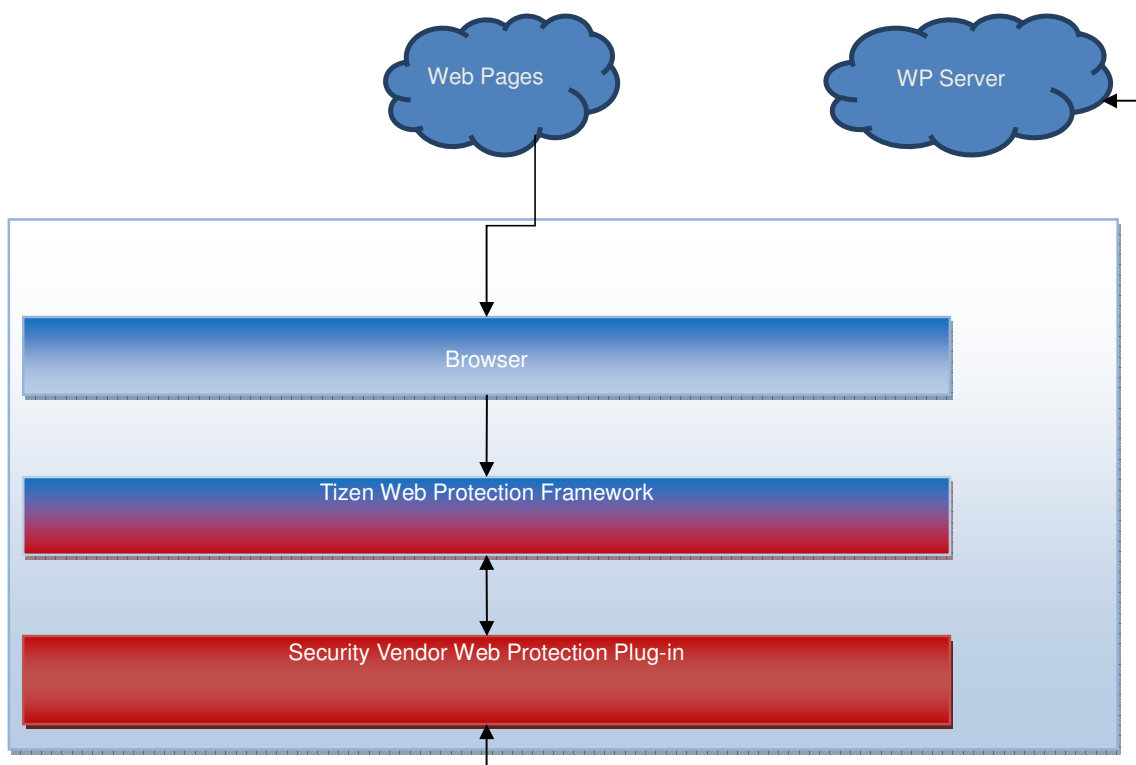 Web Pages
WP Server
Browser
Tizen Web Protection Framework
Security Vendor Web Protection Plug-in